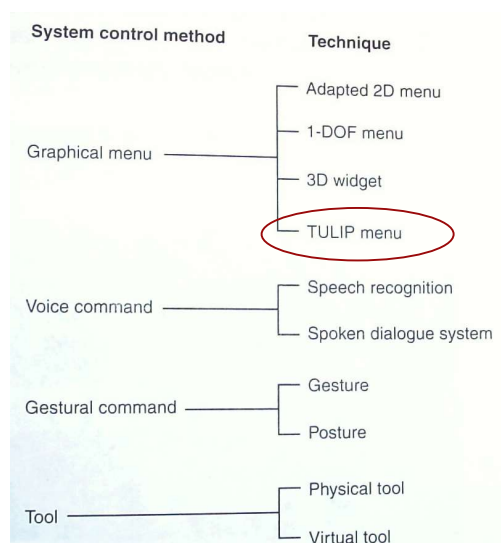 System control method
Technique
Graphical menu
Adapted 2D menu
1-DOF menu
3D widget
TULIP menu
Voice command
Speech recognition
Spoken dialogue system
Gestural command
Gesture
Posture
Tool
Physical tool
Virtual tool